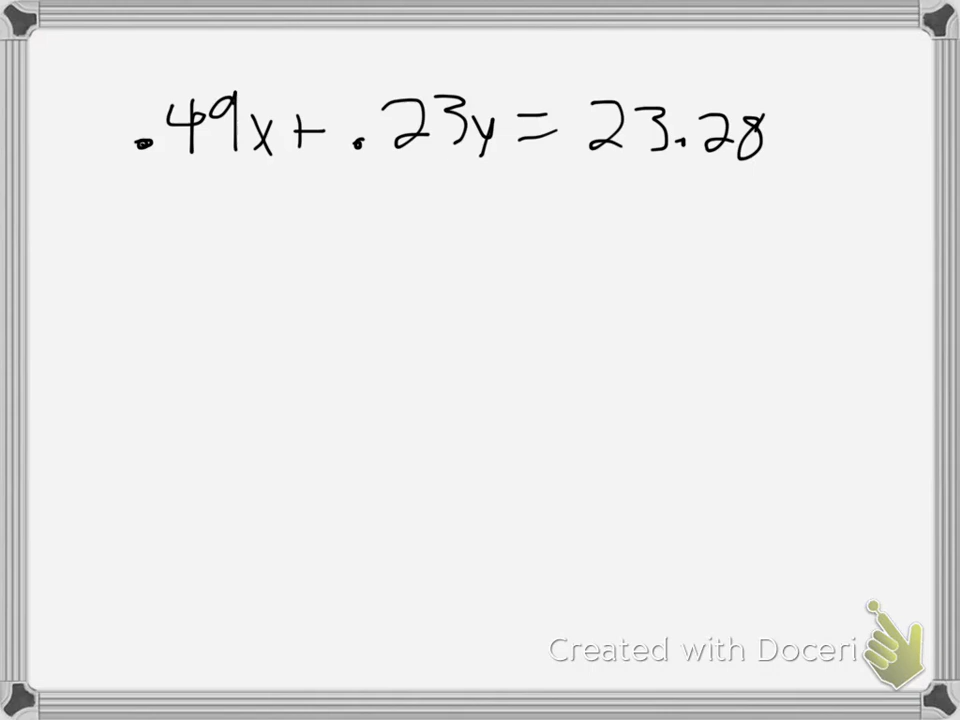 .49x + .23y = 23.28
Created with Doceri